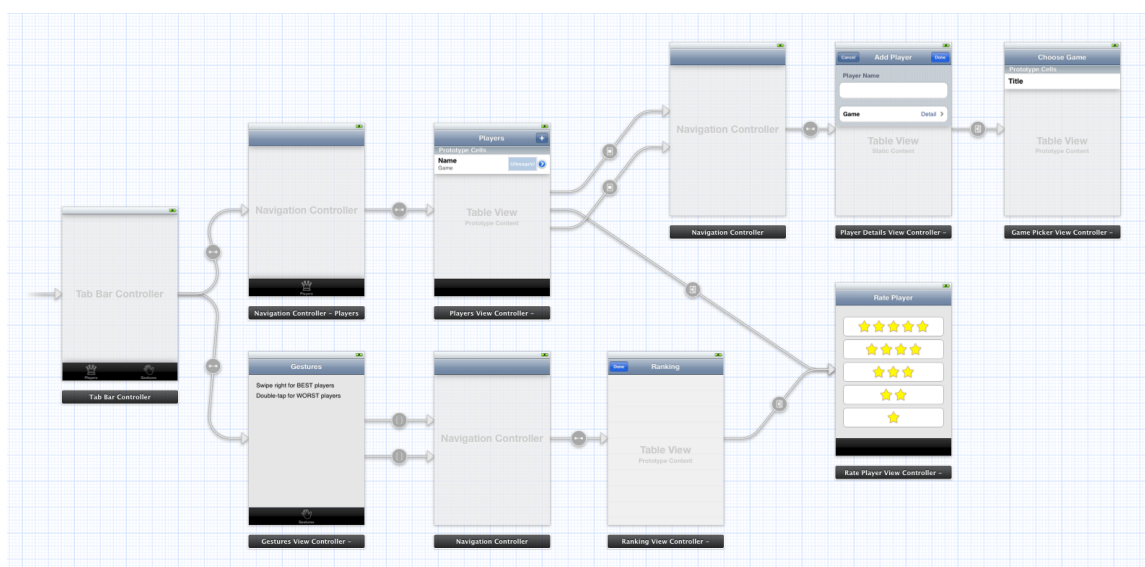 Tab Bar Controller
Players
Gestures
Tab Bar Controller
Navigation Controller
Players
Navigation Controller – Players
Players
+
Prototype Cells
Name
Game
Table View
Prototype Content
Players View Controller –
Navigation Controller
Navigation Controller
Cancel
Add Player
Done
Player Name
Game
Detail
Table View
Static Content
Player Details View Controller –
Choose Game
Prototype Cells
Title
Table View
Prototype Content
Game Picker View Controller –
Gestures
Swipe right for BEST players
Double-tap for WORST players
Gestures
Gestures View Controller –
Navigation Controller
Navigation Controller
Done
Ranking
Table View
Prototype Content
Ranking View Controller –
Rate Player
Rate Player View Controller –